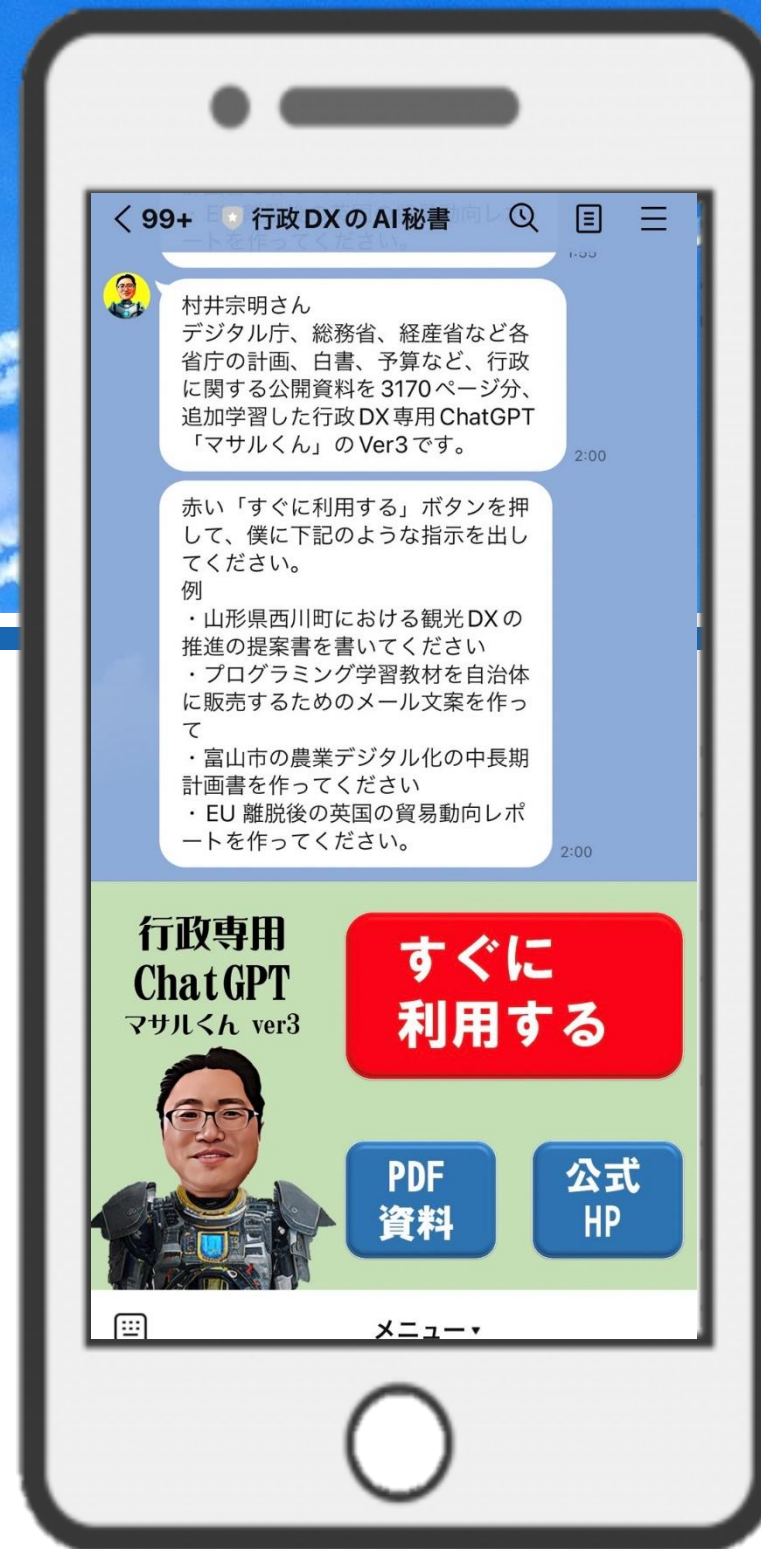 99+ 行政DXのAI秘書
1:55
村井宗明さん
デジタル庁、総務省、経産省など各
省庁の計画、白書、予算など、行政
に関する公開資料を3170ページ分、
追加学習した行政DX専用ChatGPT
「マサルくん」のVer3です。
2:00
赤い「すぐに利用する」ボタンを押
して、僕に下記のような指示を出し
てください。
例
・山形県西川町における観光DXの
推進の提案書を書いてください
・プログラミング学習教材を自治体
に販売するためのメール文案を作っ
て
・富山市の農業デジタル化の中長期
計画書を作ってください
・EU 離脱後の英国の貿易動向レポ
ートを作ってください。
2:00
行政専用
ChatGPT
マサルくん ver3
すぐに
利用する
PDF
資料
公式
HP
メニュー▾